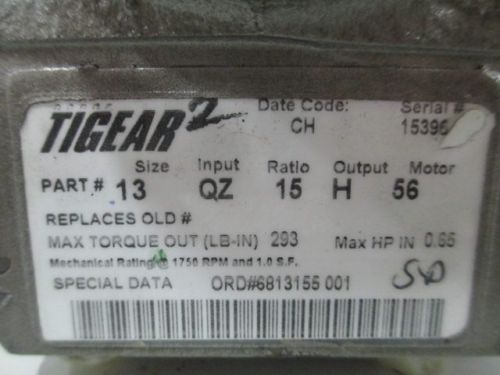 TIGEAR 2
Date Code: Serial #
CH 15396
Size Input Ratio Output Motor
PART # 13 QZ 15 H 56
REPLACES OLD #
MAX TORQUE OUT (LB-IN) 293 Max HP IN 0.65
Mechanical Rating @ 1750 RPM and 1.0 S.F.
SPECIAL DATA ORD#6813155 001